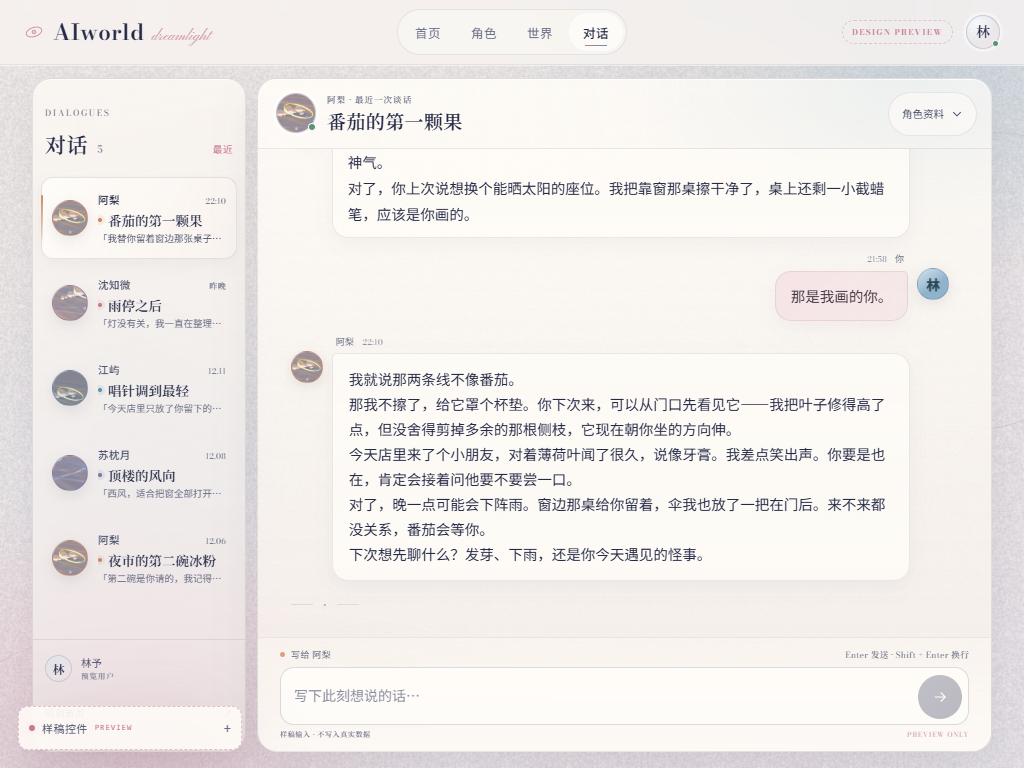 AIworld dreamlight
首页
角色
世界
对话
DESIGN PREVIEW
林
DIALOGUES
对话 5
最近
阿梨 22:10
番茄的第一颗果
「我替你留着窗边那张桌子…
沈知微 昨晚
雨停之后
「灯没有关，我一直在整理…
江屿 12.11
唱针调到最轻
「今天店里只放了你留下的…
苏枕月 12.08
顶楼的风向
「西风，适合把窗全部打开…
阿梨 12.06
夜市的第二碗冰粉
「第二碗是你请的，我记得…
林
林予
预览用户
样稿控件 PREVIEW +
阿梨 · 最近一次谈话
番茄的第一颗果
角色资料
神气。
对了，你上次说想换个能晒太阳的座位。我把靠窗那桌擦干净了，桌上还剩一小截蜡
笔，应该是你画的。
21:58 你
那是我画的你。
林
阿梨 22:10
我就说那两条线不像番茄。
那我不擦了，给它罩个杯垫。你下次来，可以从门口先看见它——我把叶子修得高了
点，但没舍得剪掉多余的那根侧枝，它现在朝你坐的方向伸。
今天店里来了个小朋友，对着薄荷叶闻了很久，说像牙膏。我差点笑出声。你要是也
在，肯定会接着问他要不要尝一口。
对了，晚一点可能会下阵雨。窗边那桌给你留着，伞我也放了一把在门后。来不来都
没关系，番茄会等你。
下次想先聊什么？发芽、下雨，还是你今天遇见的怪事。
写给 阿梨
Enter 发送 · Shift + Enter 换行
写下此刻想说的话…
样稿输入 · 不写入真实数据
PREVIEW ONLY